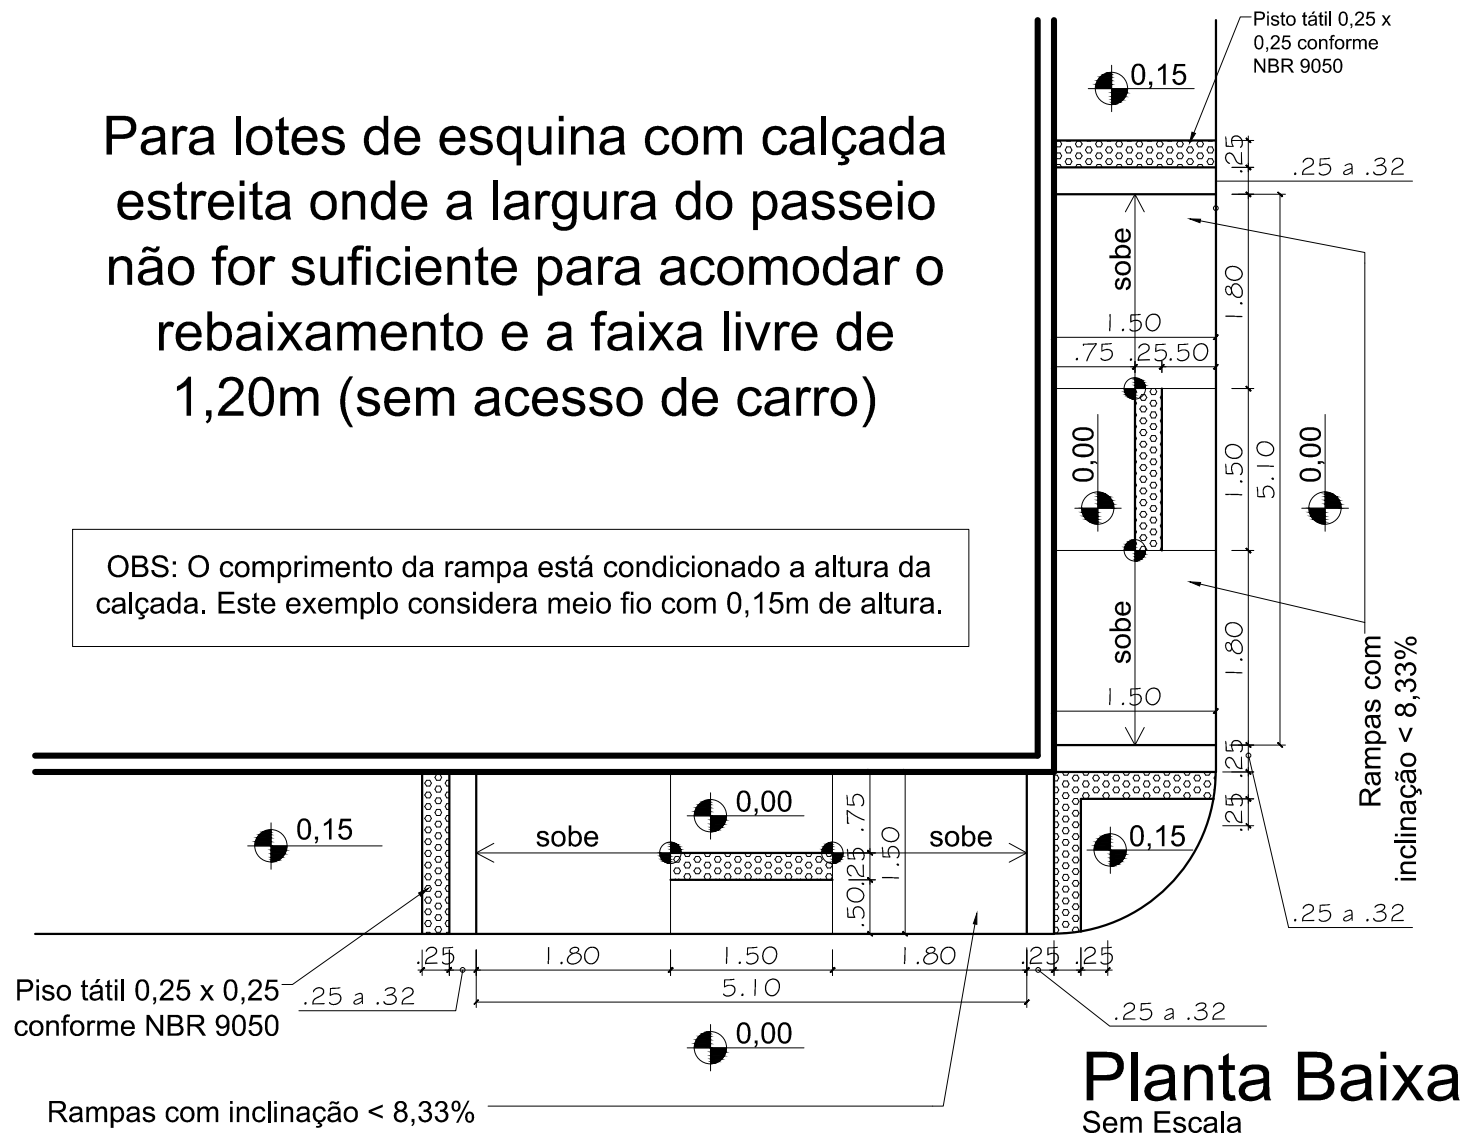 Pisto tátil 0,25 x
0,25 conforme
NBR 9050
0,15
.25
.25 a .32
Para lotes de esquina com calçada
estreita onde a largura do passeio
não for suficiente para acomodar o
rebaixamento e a faixa livre de
1,20m (sem acesso de carro)
sobe
1.80
1.50
.75 .25 .50
0,00
1.50
5.10
0,00
OBS: O comprimento da rampa está condicionado a altura da
calçada. Este exemplo considera meio fio com 0,15m de altura.
sobe
1.80
1.50
Rampas com
inclinação < 8,33%
.25
.25
0,15
.25 a .32
0,15
sobe
0,00
sobe
.75
.25
.50
1.50
.25
1.80
1.50
1.80
.25
.25
5.10
.25 a .32
.25 a .32
Piso tátil 0,25 x 0,25
conforme NBR 9050
0,00
Rampas com inclinação < 8,33%
Planta Baixa
Sem Escala